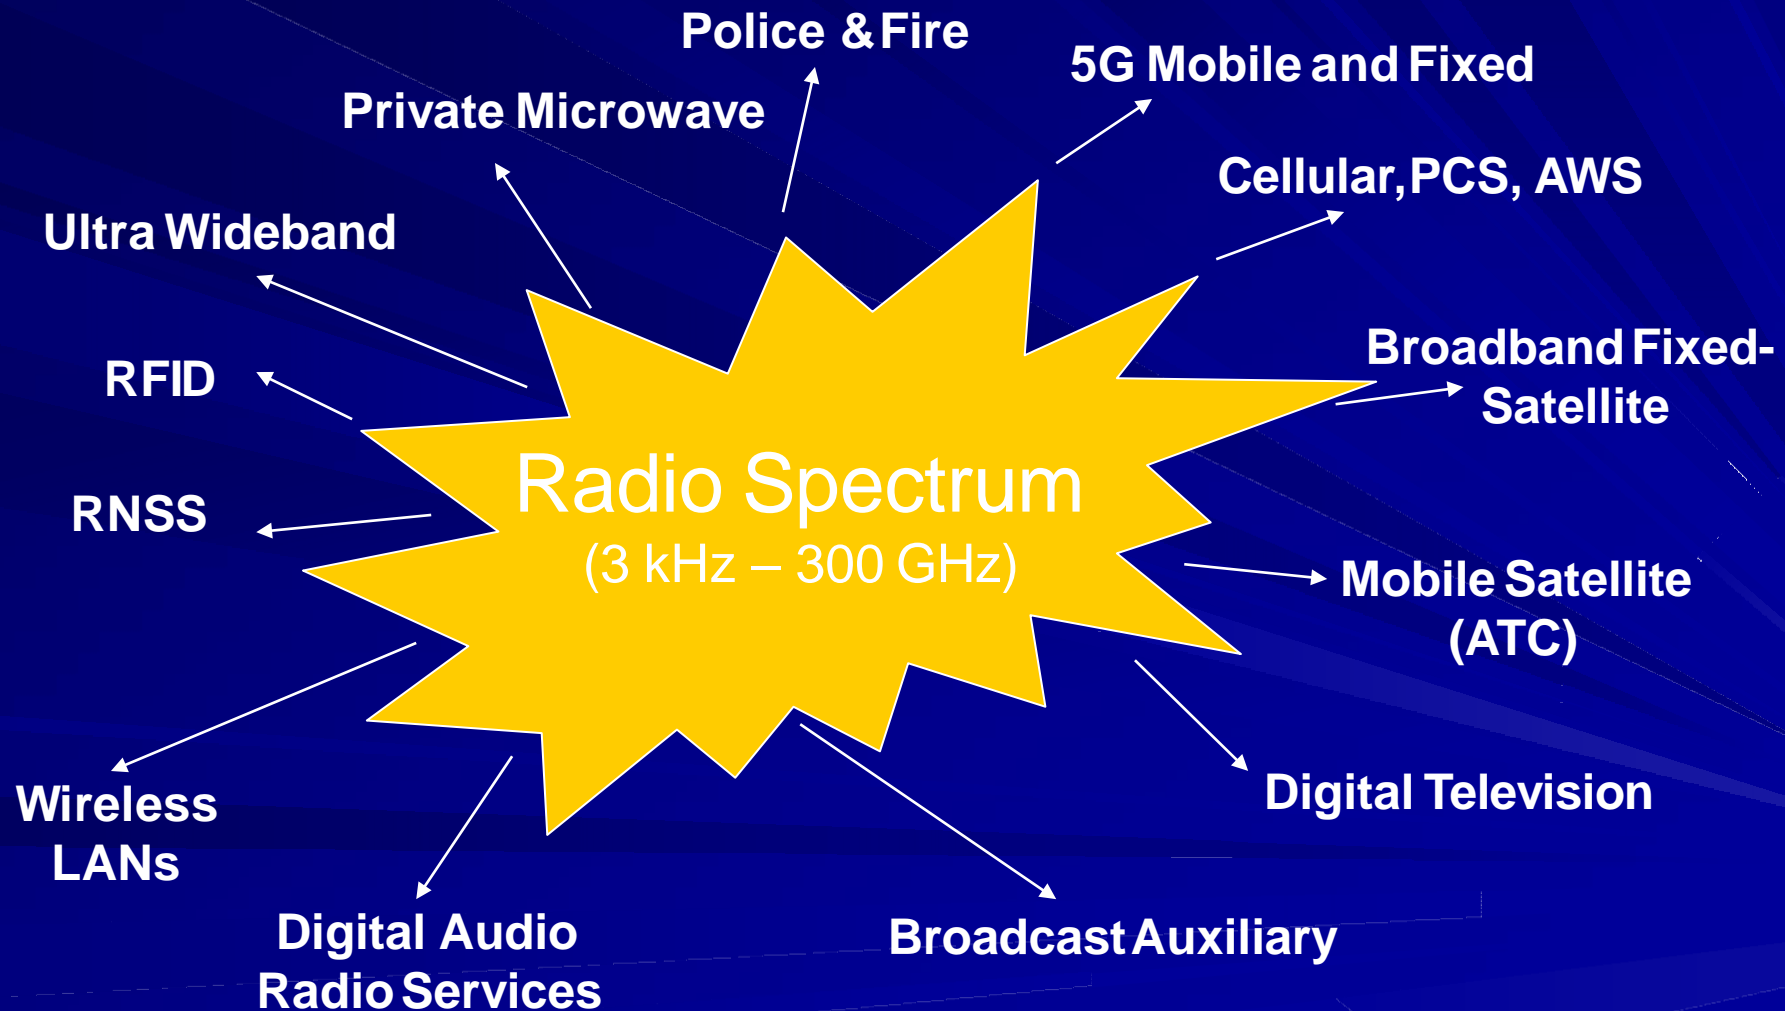 Police & Fire
5G Mobile and Fixed
Private Microwave
Cellular, PCS, AWS
Ultra Wideband
Broadband Fixed-
Satellite
RFID
Radio Spectrum
(3 kHz – 300 GHz)
RNSS
Mobile Satellite
(ATC)
Wireless
LANs
Digital Television
Digital Audio
Radio Services
Broadcast Auxiliary